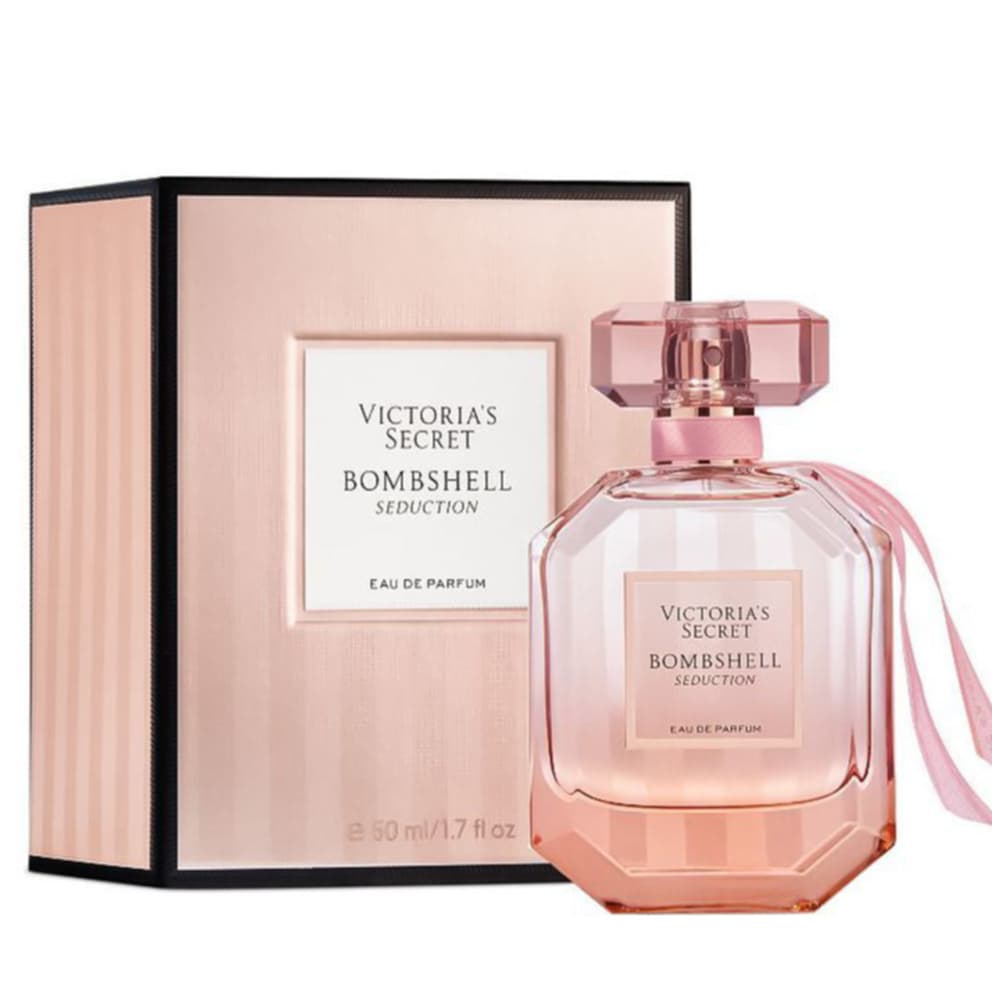 VICTORIA'S
SECRET
BOMBSHELL
SEDUCTION
EAU DE PARFUM
e 50 ml/1.7 fl oz
VICTORIA'S
SECRET
BOMBSHELL
SEDUCTION
EAU DE PARFUM